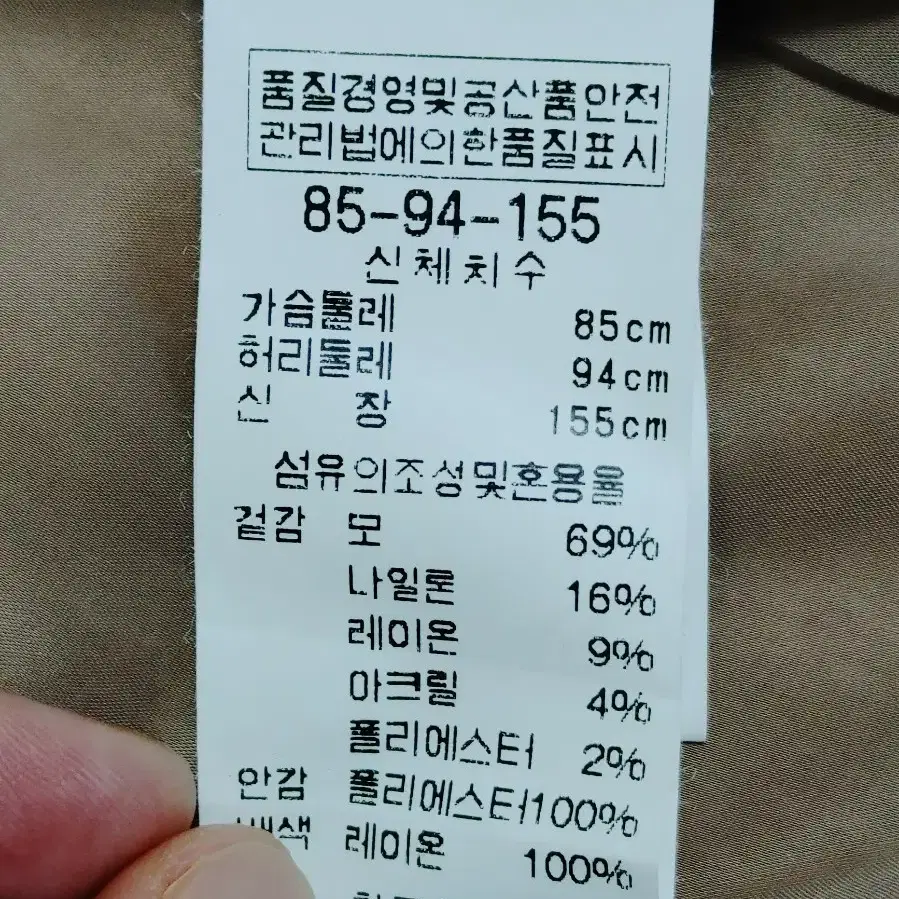 품질경영및공산품안전
관리법에의한품질표시
85-94-155
신체치수
가슴둘레 85cm
허리둘레 94cm
신 장 155cm
섬유의조성및혼용율
겉감 모 69%
나일론 16%
레이온 9%
아크릴 4%
폴리에스터 2%
안감 폴리에스터100%
배색 레이온 100%